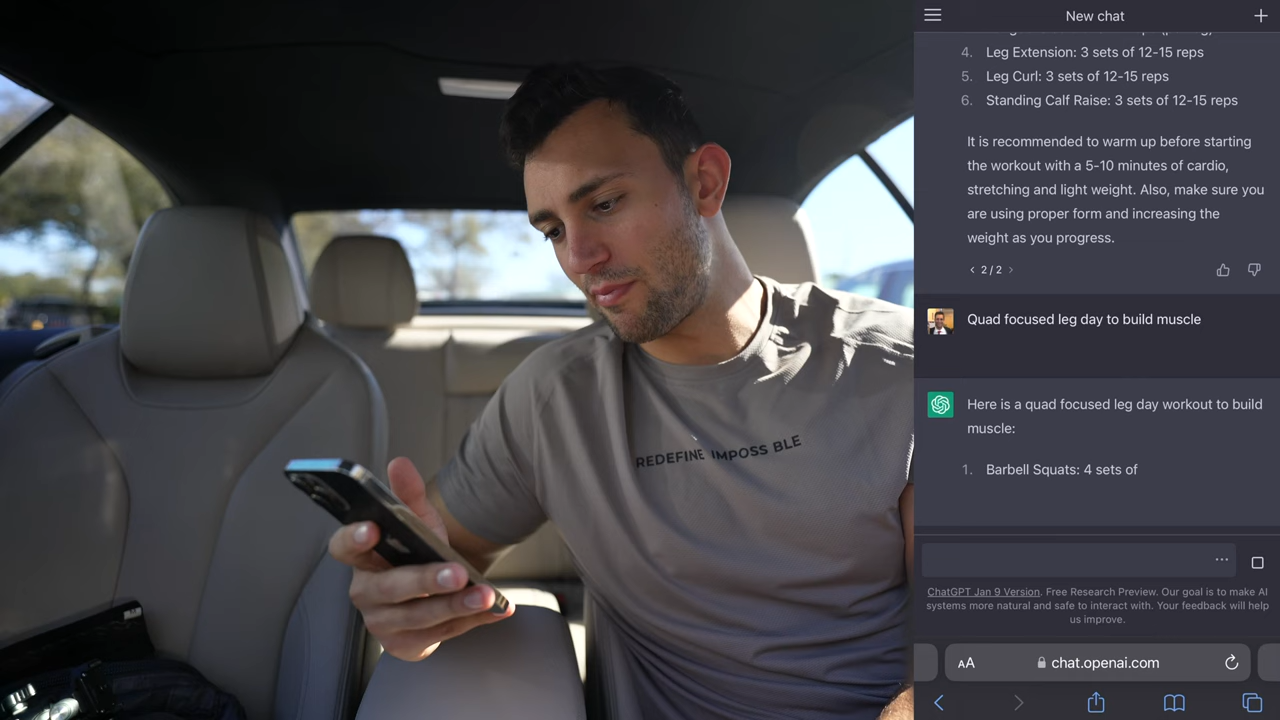 REDEFINE IMPOSS BLE
New chat
4. Leg Extension: 3 sets of 12-15 reps
5. Leg Curl: 3 sets of 12-15 reps
6. Standing Calf Raise: 3 sets of 12-15 reps
It is recommended to warm up before starting
the workout with a 5-10 minutes of cardio,
stretching and light weight. Also, make sure you
are using proper form and increasing the
weight as you progress.
< 2 / 2 >
Quad focused leg day to build muscle
Here is a quad focused leg day workout to build
muscle:
1. Barbell Squats: 4 sets of
ChatGPT Jan 9 Version. Free Research Preview. Our goal is to make AI
systems more natural and safe to interact with. Your feedback will help
us improve.
AA chat.openai.com